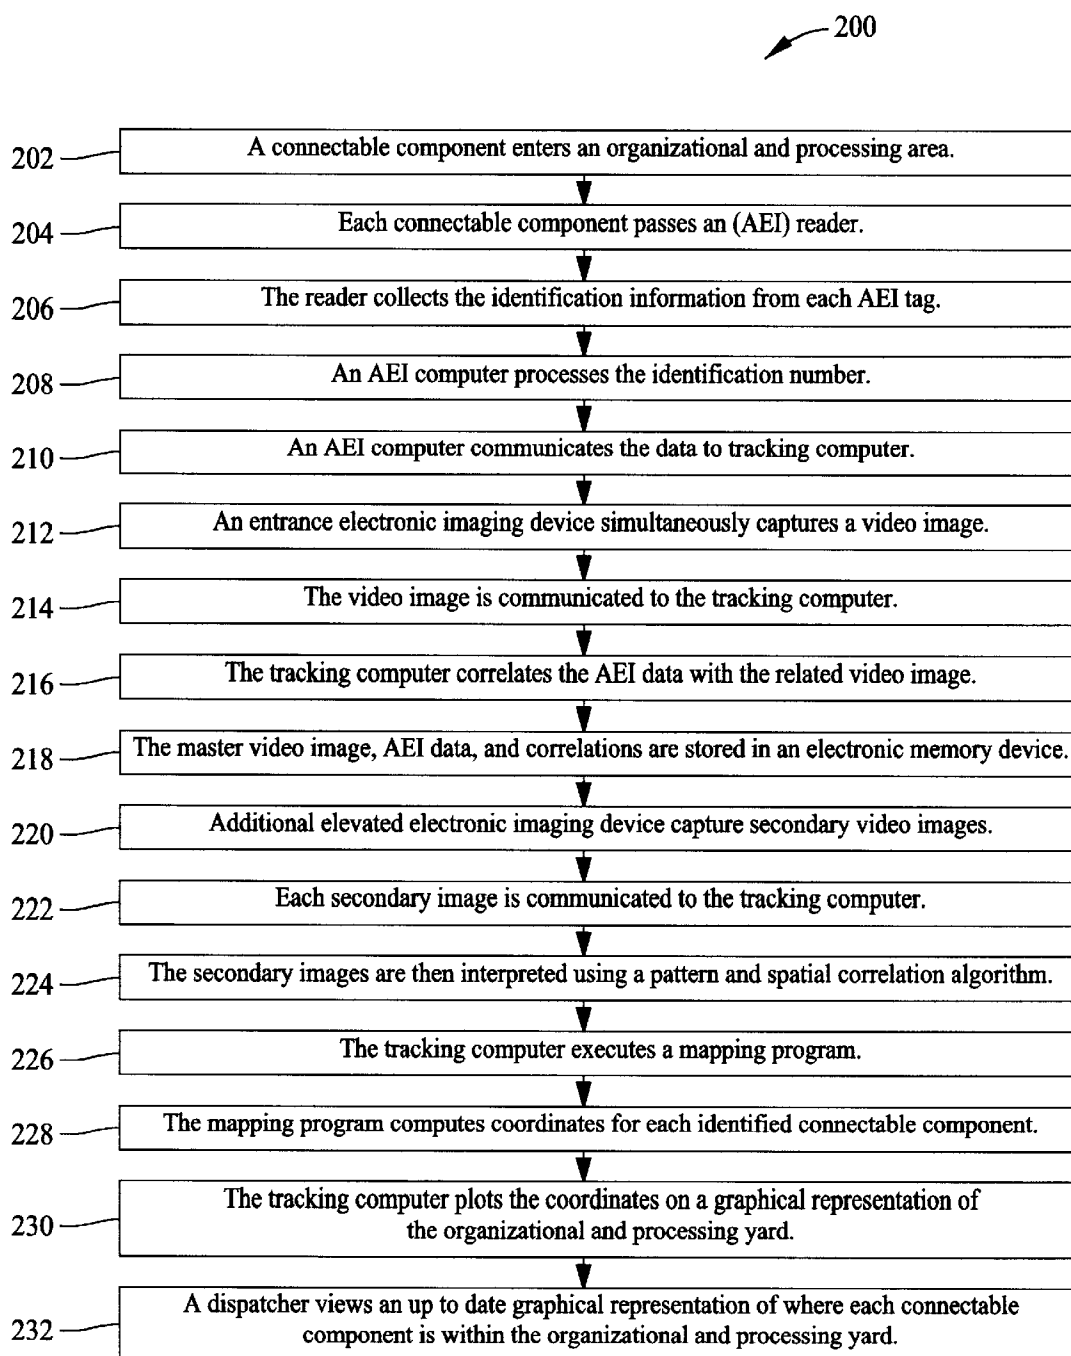 200
202 A connectable component enters an organizational and processing area.
204 Each connectable component passes an (AEI) reader.
206 The reader collects the identification information from each AEI tag.
208 An AEI computer processes the identification number.
210 An AEI computer communicates the data to tracking computer.
212 An entrance electronic imaging device simultaneously captures a video image.
214 The video image is communicated to the tracking computer.
216 The tracking computer correlates the AEI data with the related video image.
218 The master video image, AEI data, and correlations are stored in an electronic memory device.
220 Additional elevated electronic imaging device capture secondary video images.
222 Each secondary image is communicated to the tracking computer.
224 The secondary images are then interpreted using a pattern and spatial correlation algorithm.
226 The tracking computer executes a mapping program.
228 The mapping program computes coordinates for each identified connectable component.
230 The tracking computer plots the coordinates on a graphical representation of
the organizational and processing yard.
232 A dispatcher views an up to date graphical representation of where each connectable
component is within the organizational and processing yard.